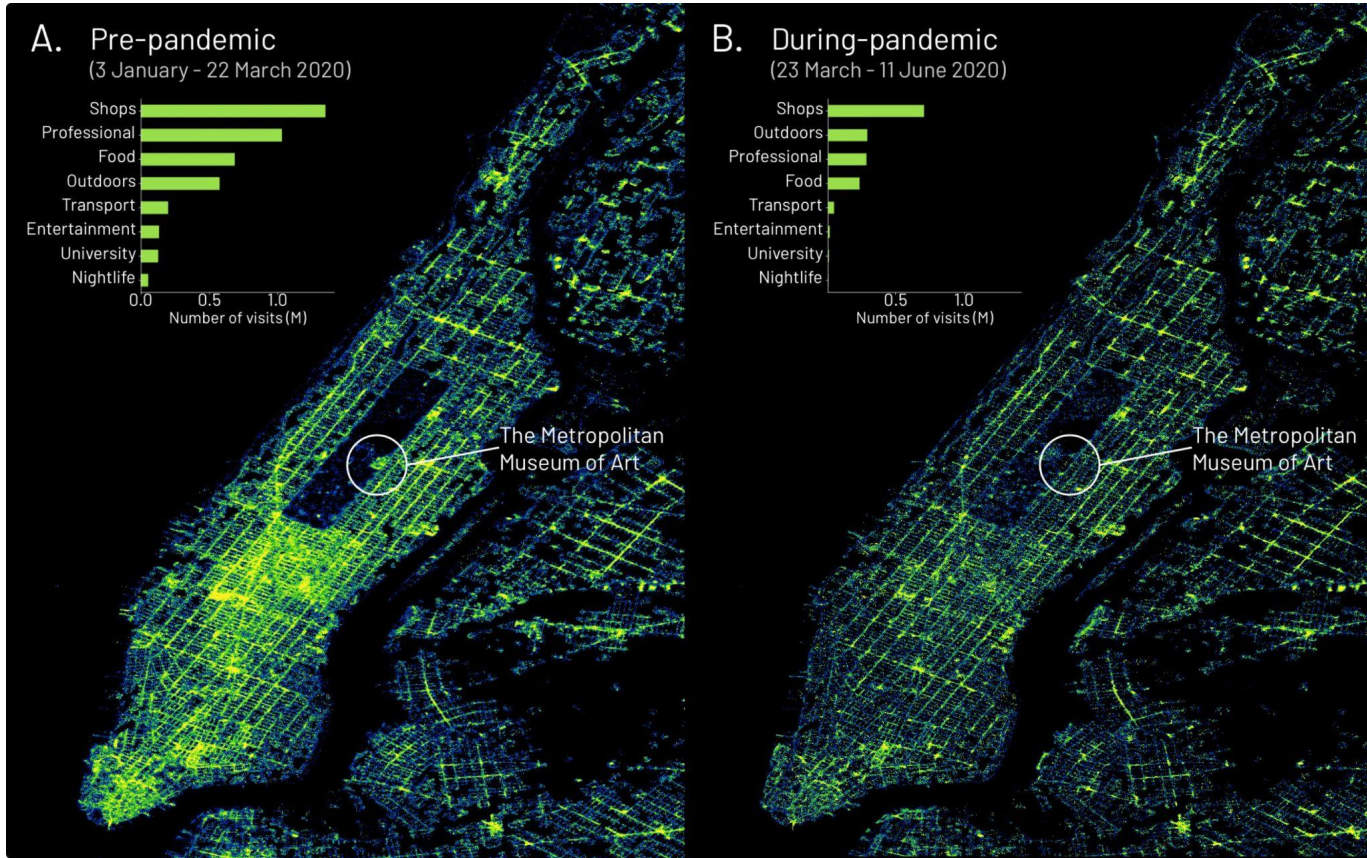 A. Pre-pandemic
(3 January - 22 March 2020)
Shops
Professional
Food
Outdoors
Transport
Entertainment
University
Nightlife
0.0 0.5 1.0
Number of visits (M)
The Metropolitan
Museum of Art
B. During-pandemic
(23 March - 11 June 2020)
Shops
Outdoors
Professional
Food
Transport
Entertainment
University
Nightlife
0.5 1.0
Number of visits (M)
The Metropolitan
Museum of Art